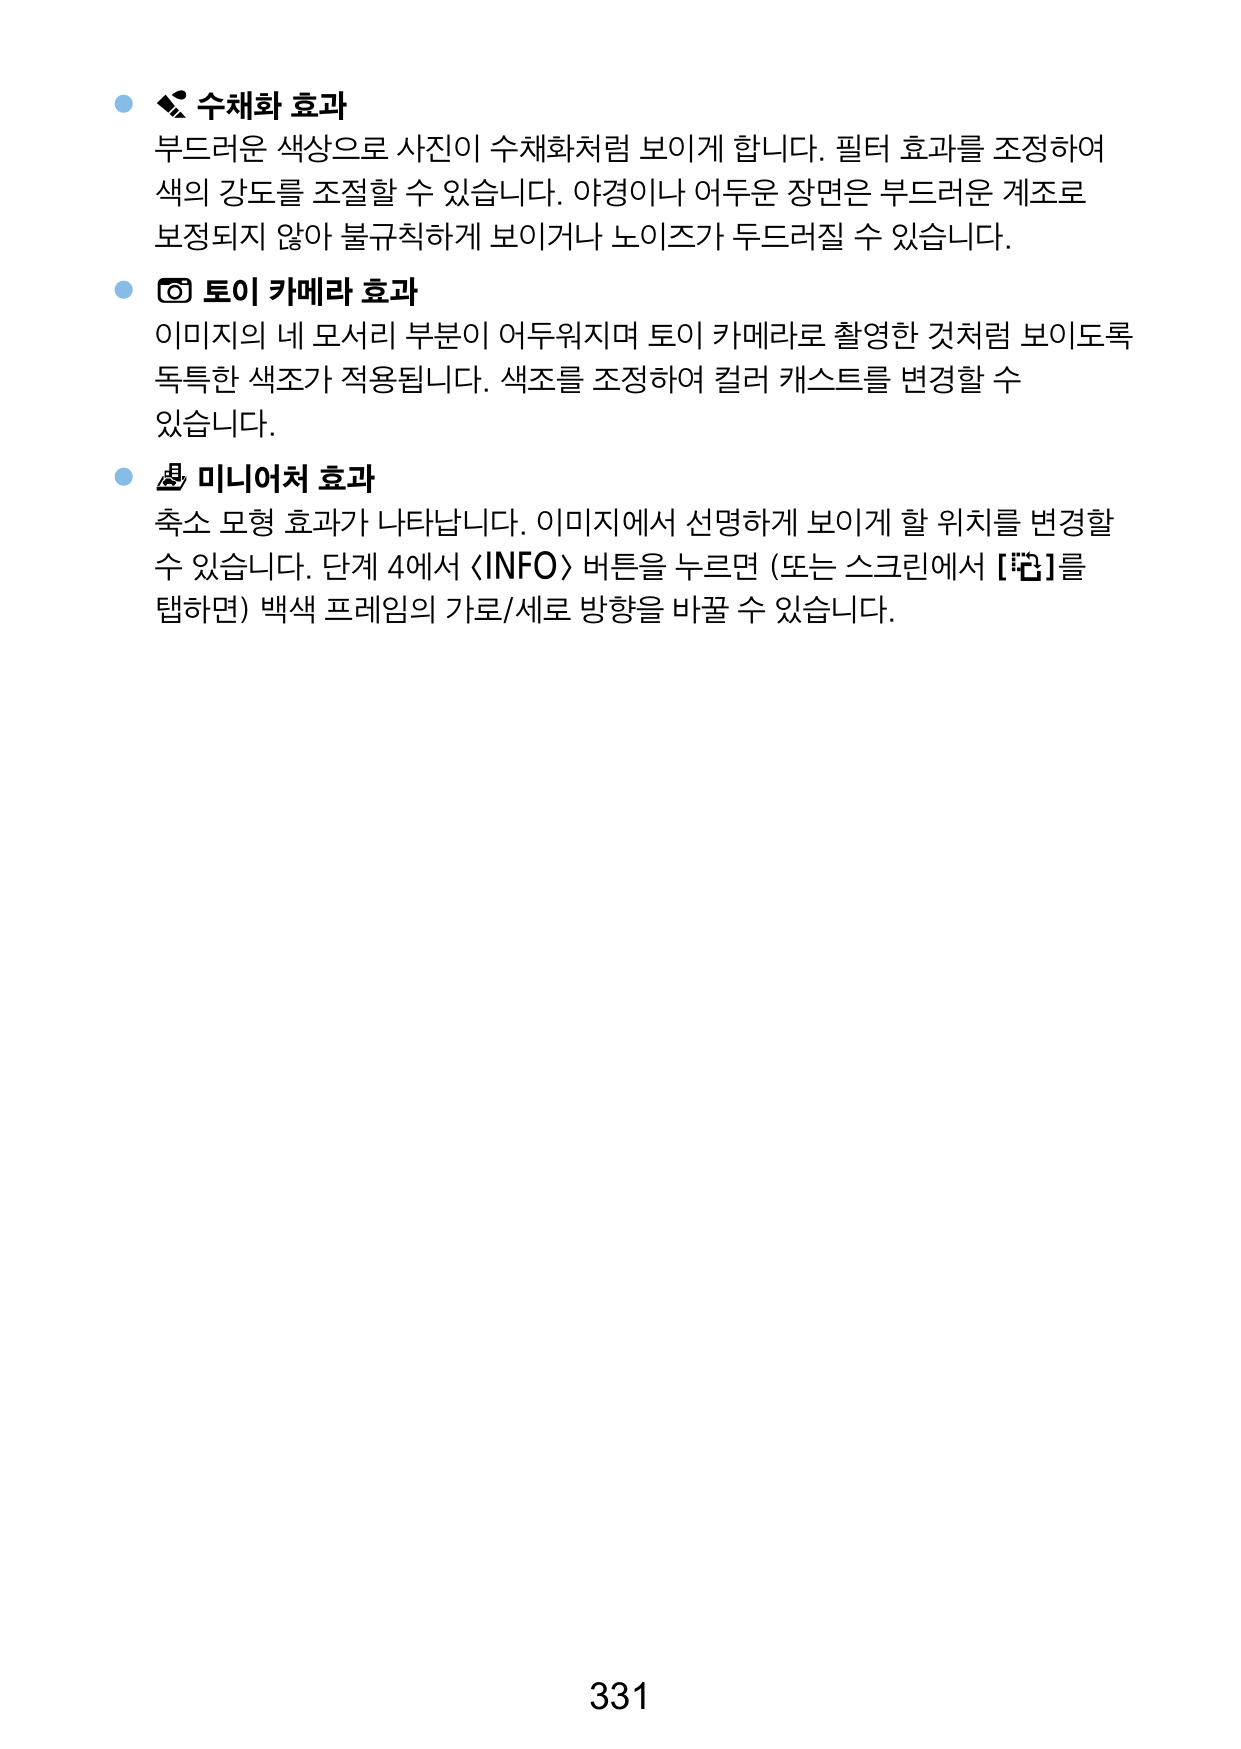 수채화 효과
부드러운 색상으로 사진이 수채화처럼 보이게 합니다. 필터 효과를 조정하여
색의 강도를 조절할 수 있습니다. 야경이나 어두운 장면은 부드러운 계조로
보정되지 않아 불규칙하게 보이거나 노이즈가 두드러질 수 있습니다.
토이 카메라 효과
이미지의 네 모서리 부분이 어두워지며 토이 카메라로 촬영한 것처럼 보이도록
독특한 색조가 적용됩니다. 색조를 조정하여 컬러 캐스트를 변경할 수
있습니다.
미니어처 효과
축소 모형 효과가 나타납니다. 이미지에서 선명하게 보이게 할 위치를 변경할
수 있습니다. 단계 4에서 〈INFO〉 버튼을 누르면 (또는 스크린에서 []를
탭하면) 백색 프레임의 가로/세로 방향을 바꿀 수 있습니다.
331